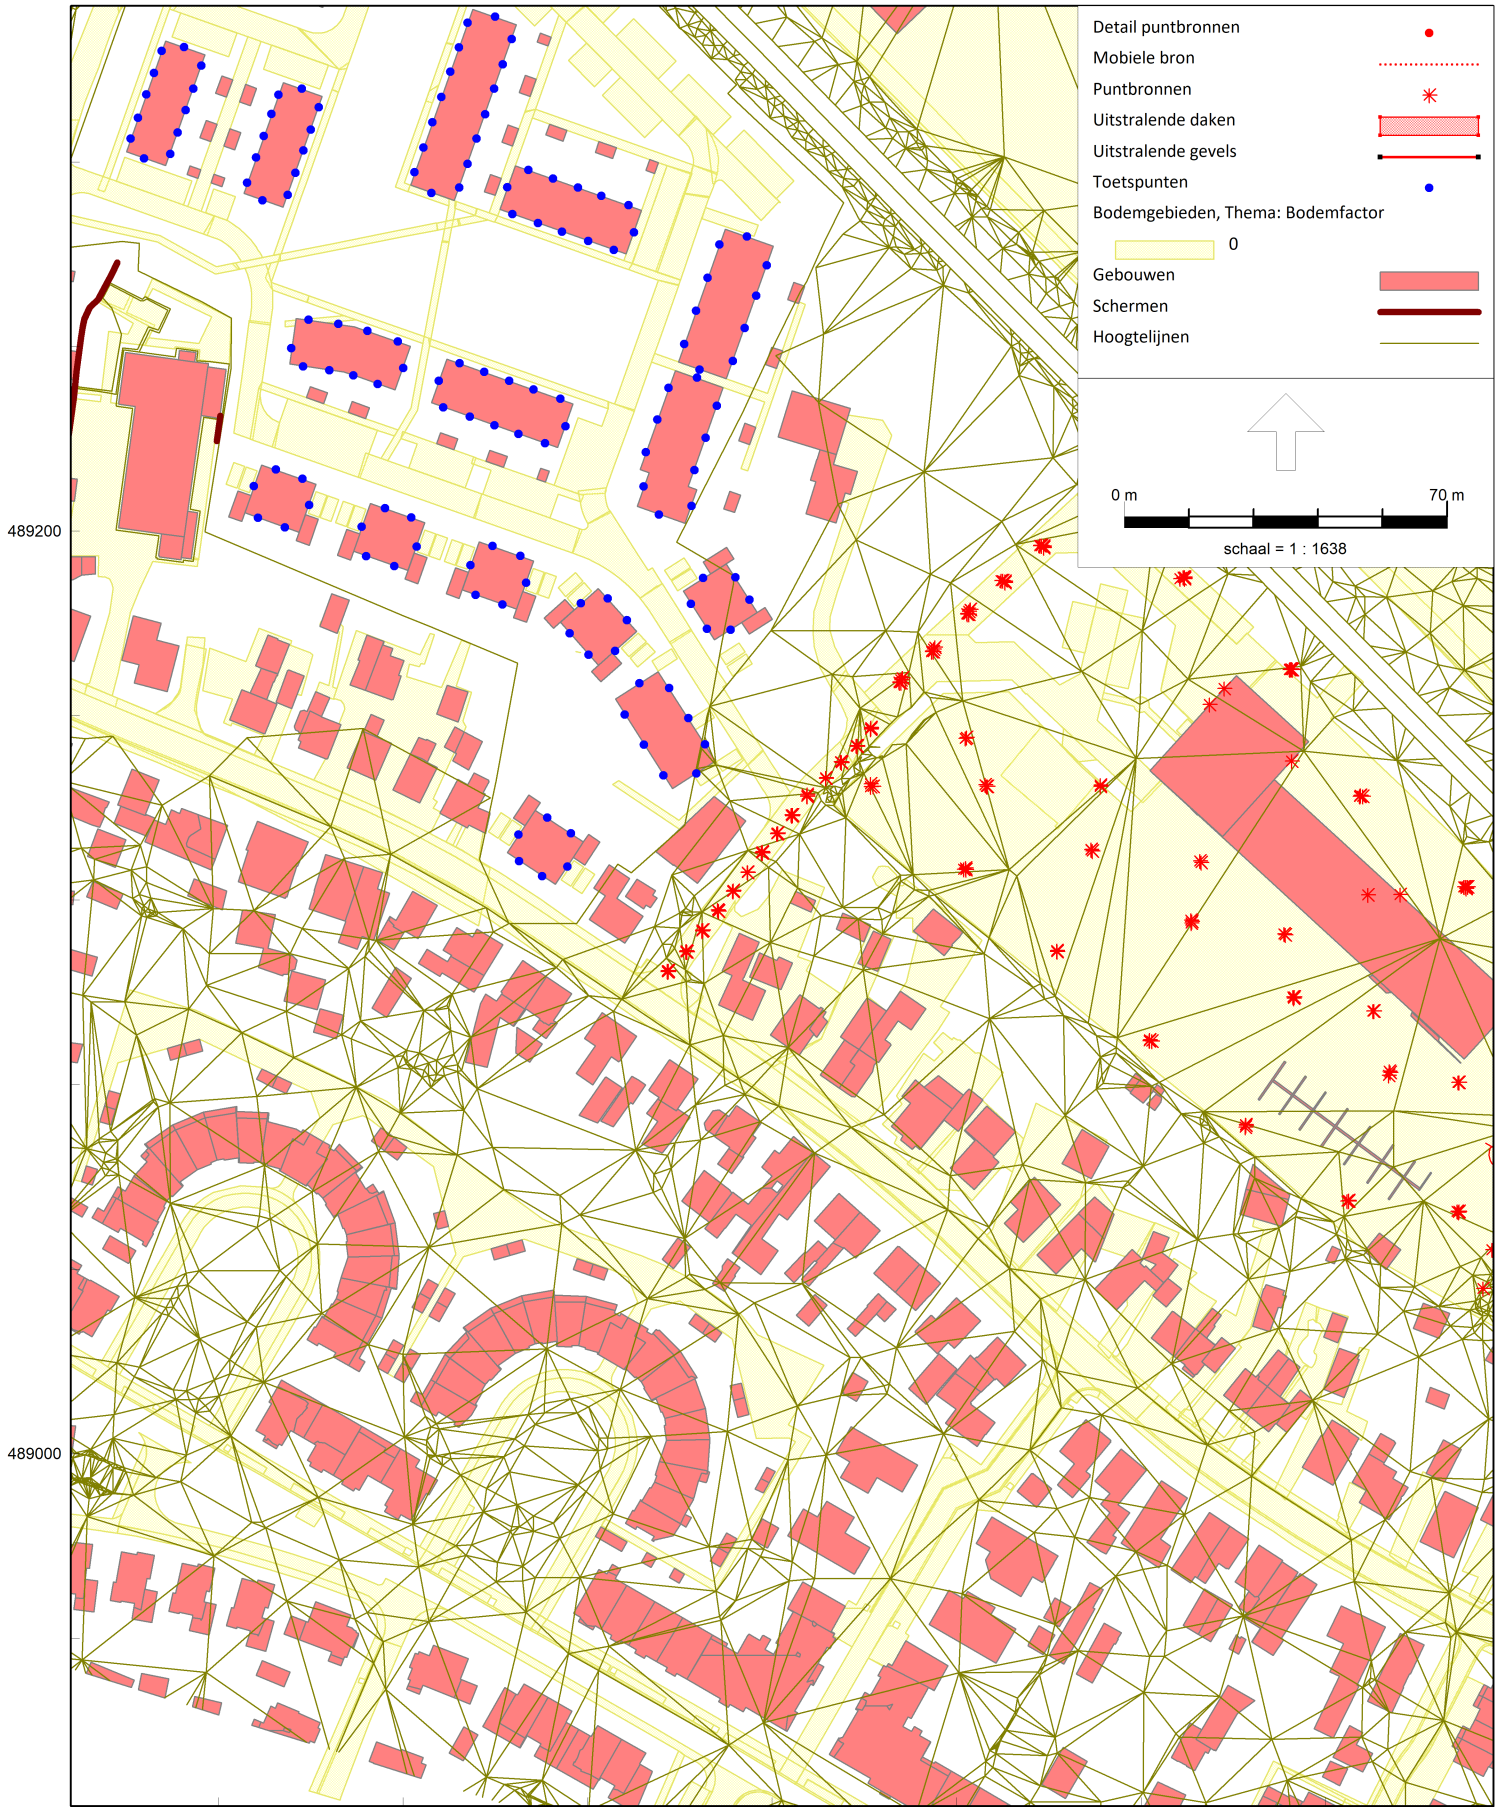 Detail puntbronnen
Mobiele bron
Puntbronnen
Uitstralende daken
Uitstralende gevels
Toetspunten
Bodemgebieden, Thema: Bodemfactor
0
Gebouwen
Schermen
Hoogtelijnen
0 m 70 m
schaal = 1 : 1638
489200
489000